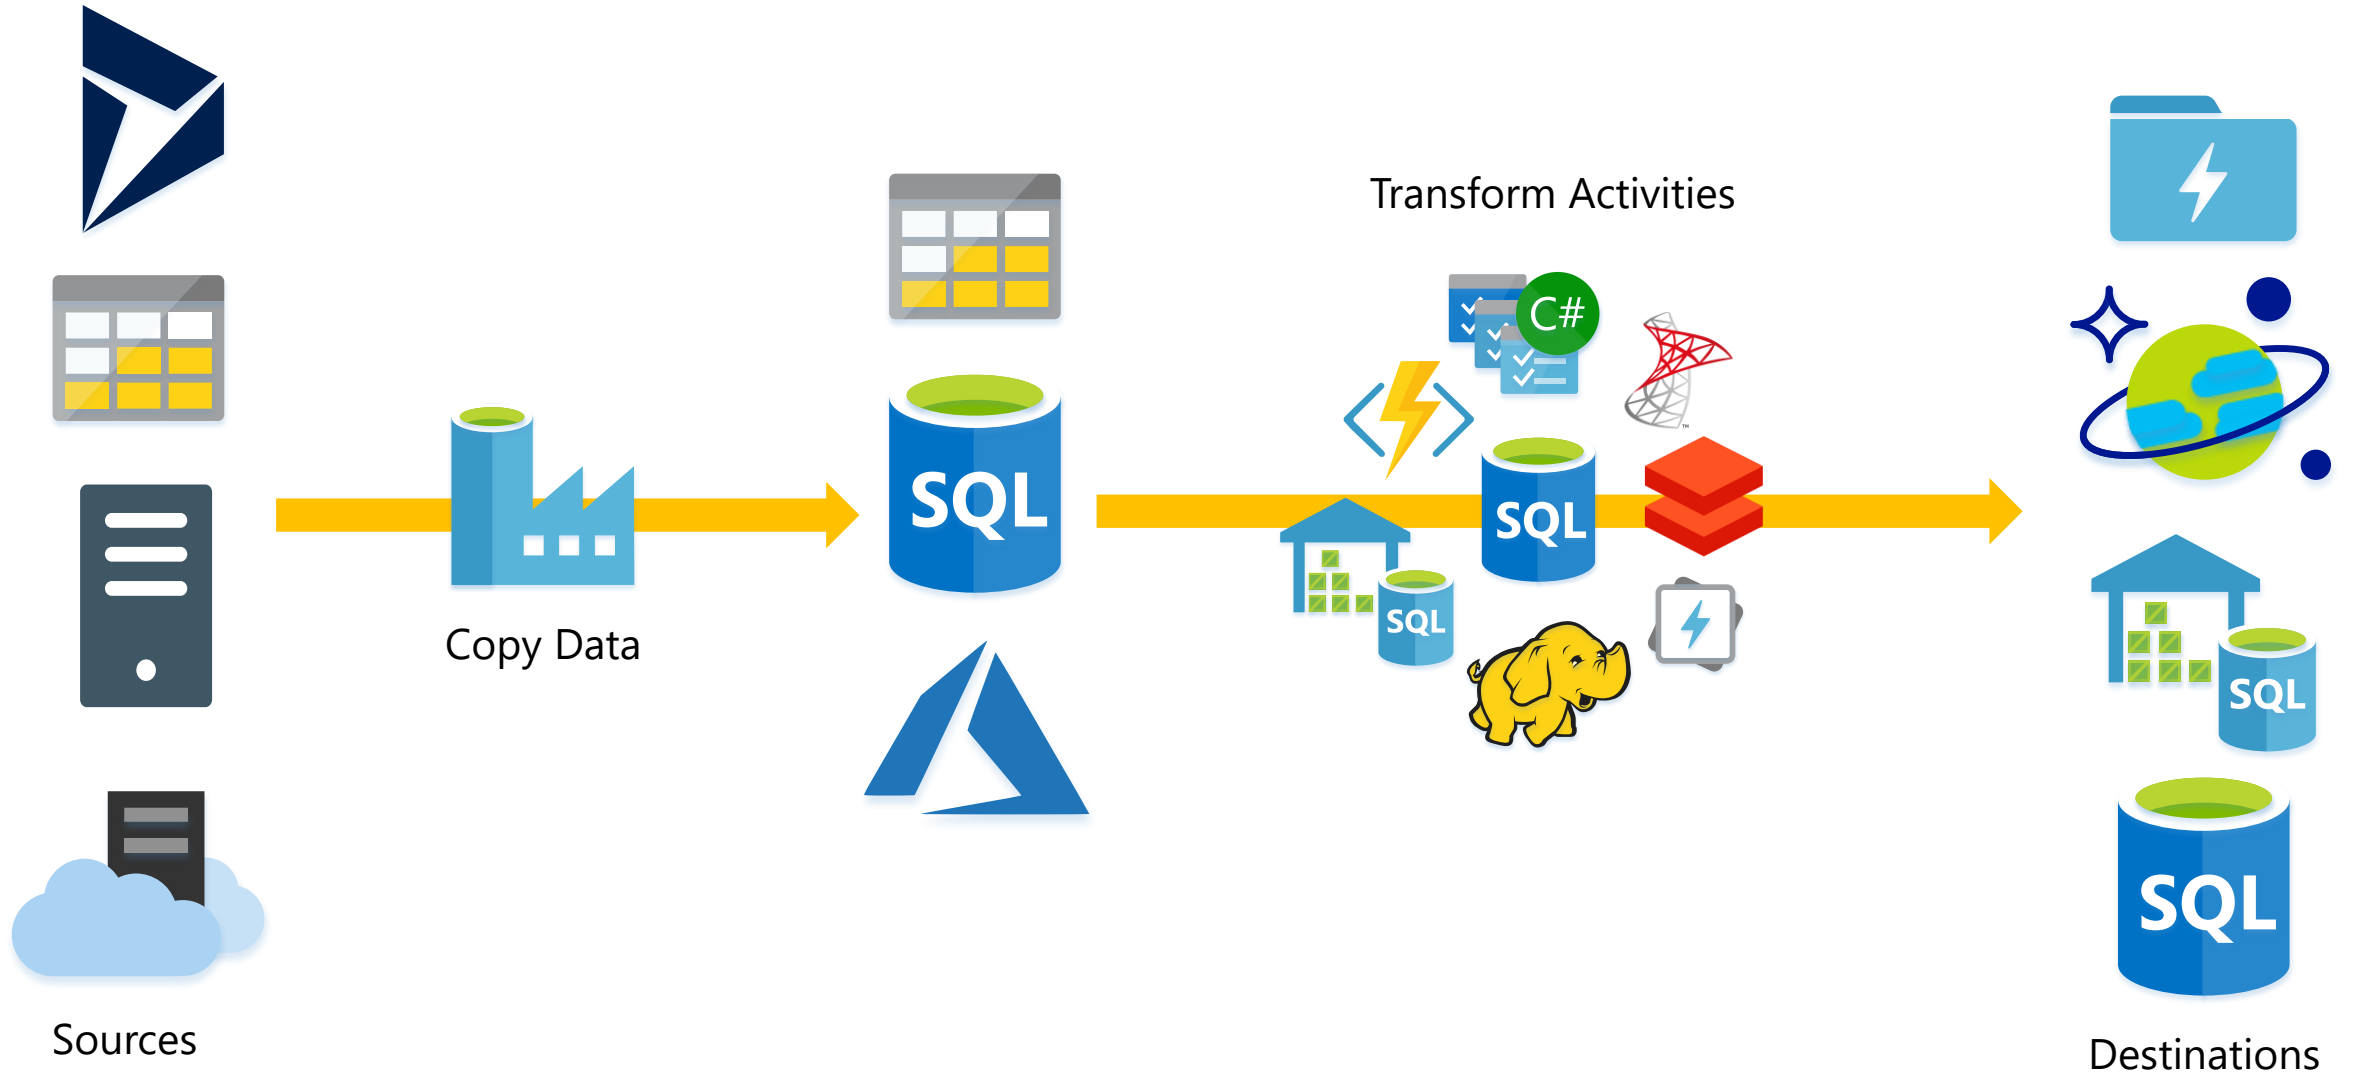 Transform Activities
C#
SQL
SQL
SQL
Copy Data
SQL
SQL
Sources
Destinations